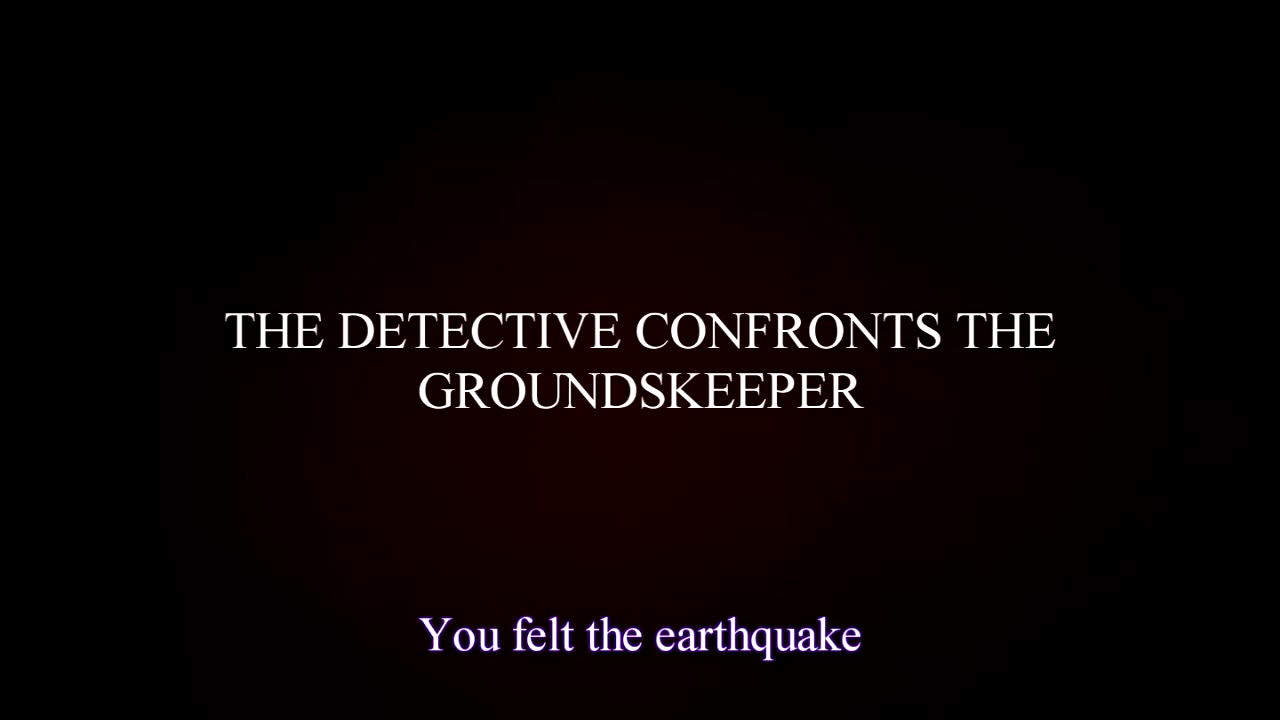 THE DETECTIVE CONFRONTS THE
GROUNDSKEEPER
You felt the earthquake